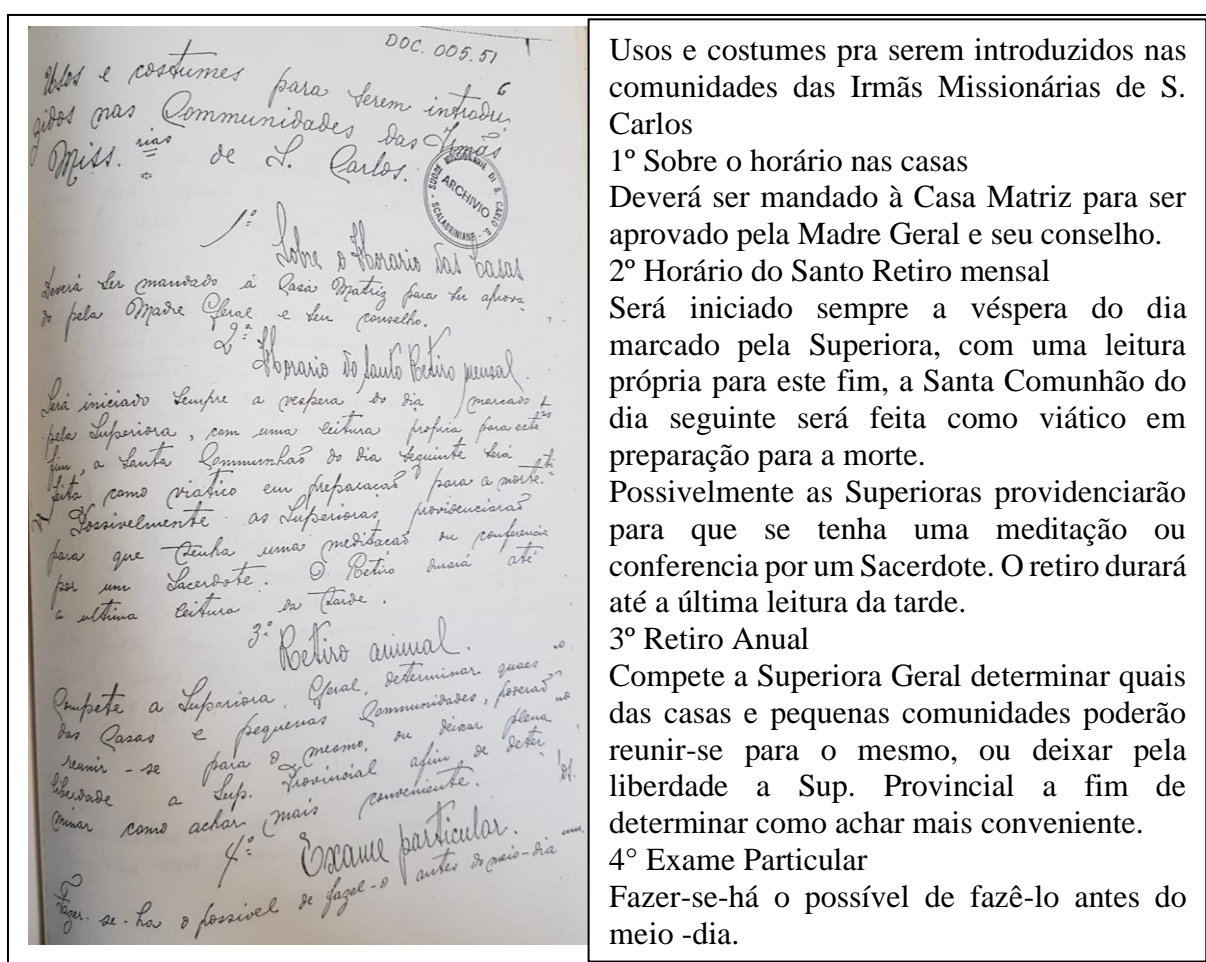 DOC. 005.51
6
Usos e costumes para serem introdu-
zidos nas Communidades das Irmãs
Miss.rias de S. Carlos.
SUORE MISSIONARIE DI S. CARLO B.
ARCHIVIO
SCALABRINIANE
1º
Sobre o Horario das Casas
Deverá ser mandado á Casa Matriz para ser aprova-
do pela Madre Geral e seu conselho.
2º
Horario do Santo Retiro mensal.
Será iniciado sempre a vespera do dia marcado
pela Superiora, com uma leitura propria para este
fim, a Santa Communhão do dia seguinte será
feita como viatico em preparação para a morte.
Possivelmente as Superioras providenciarão
para que tenha uma meditação ou conferencia
por um Sacerdote. O Retiro durará até
a ultima leitura da tarde.
3º Retiro annual.
Compete a Superiora Geral, determinar quaes
das Casas e pequenas Communidades, poderão
reunir-se para o mesmo, ou deixar plena
liberdade a Sup. Provincial afim de deter
minar como achar mais conveniente.
4º Exame particular.
Fazer-se-ha o possivel de fazel-o antes do meio-dia
Usos e costumes pra serem introduzidos nas
comunidades das Irmãs Missionárias de S.
Carlos
1º Sobre o horário nas casas
Deverá ser mandado à Casa Matriz para ser
aprovado pela Madre Geral e seu conselho.
2º Horário do Santo Retiro mensal
Será iniciado sempre a véspera do dia
marcado pela Superiora, com uma leitura
própria para este fim, a Santa Comunhão do
dia seguinte será feita como viático em
preparação para a morte.
Possivelmente as Superioras providenciarão
para que se tenha uma meditação ou
conferencia por um Sacerdote. O retiro durará
até a última leitura da tarde.
3º Retiro Anual
Compete a Superiora Geral determinar quais
das casas e pequenas comunidades poderão
reunir-se para o mesmo, ou deixar pela
liberdade a Sup. Provincial a fim de
determinar como achar mais conveniente.
4° Exame Particular
Fazer-se-há o possível de fazê-lo antes do
meio -dia.